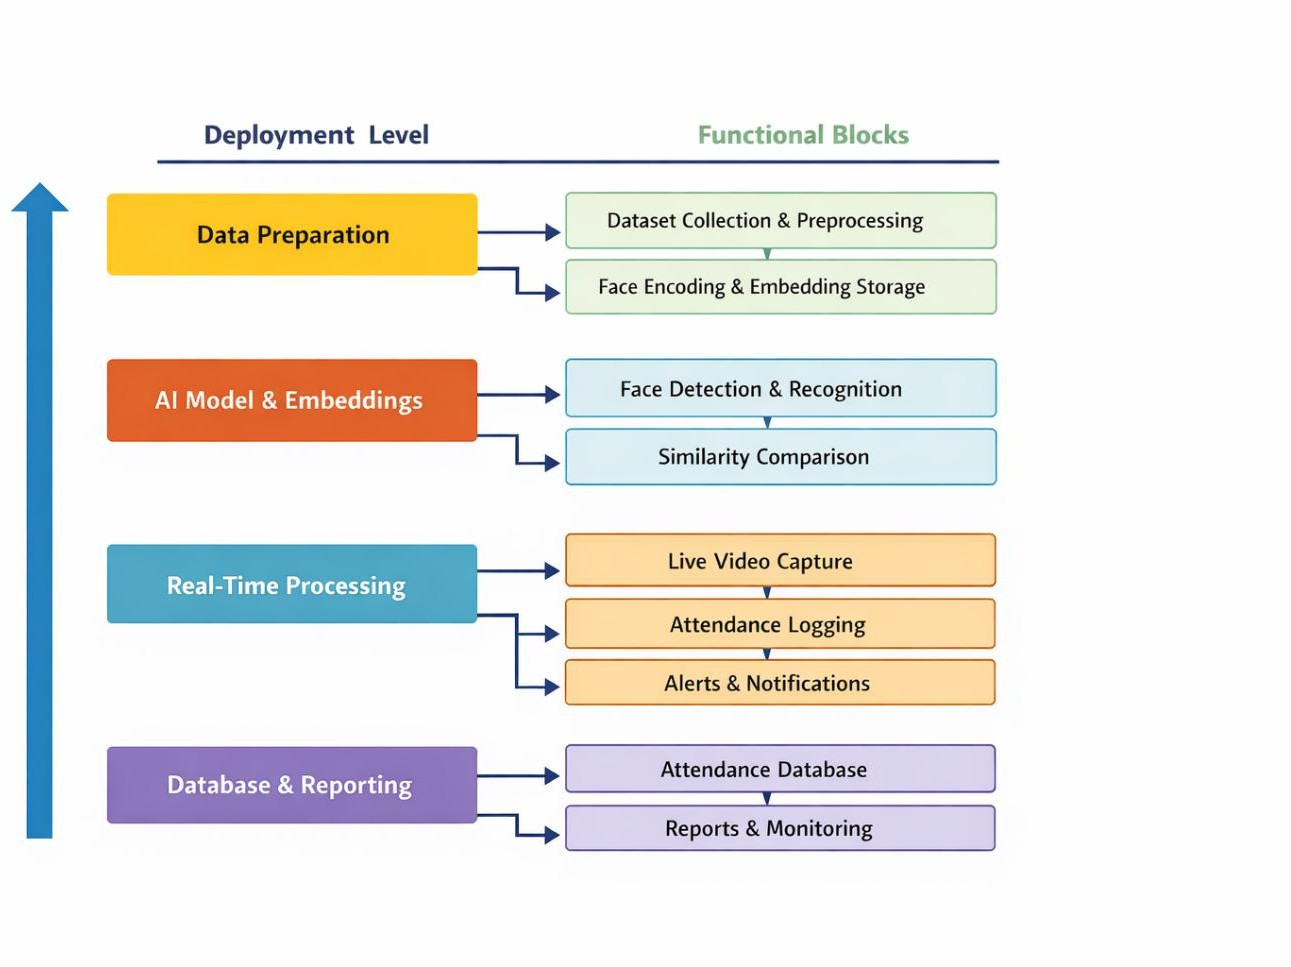 Deployment Level
Functional Blocks
Data Preparation
Dataset Collection & Preprocessing
Face Encoding & Embedding Storage
AI Model & Embeddings
Face Detection & Recognition
Similarity Comparison
Real-Time Processing
Live Video Capture
Attendance Logging
Alerts & Notifications
Database & Reporting
Attendance Database
Reports & Monitoring